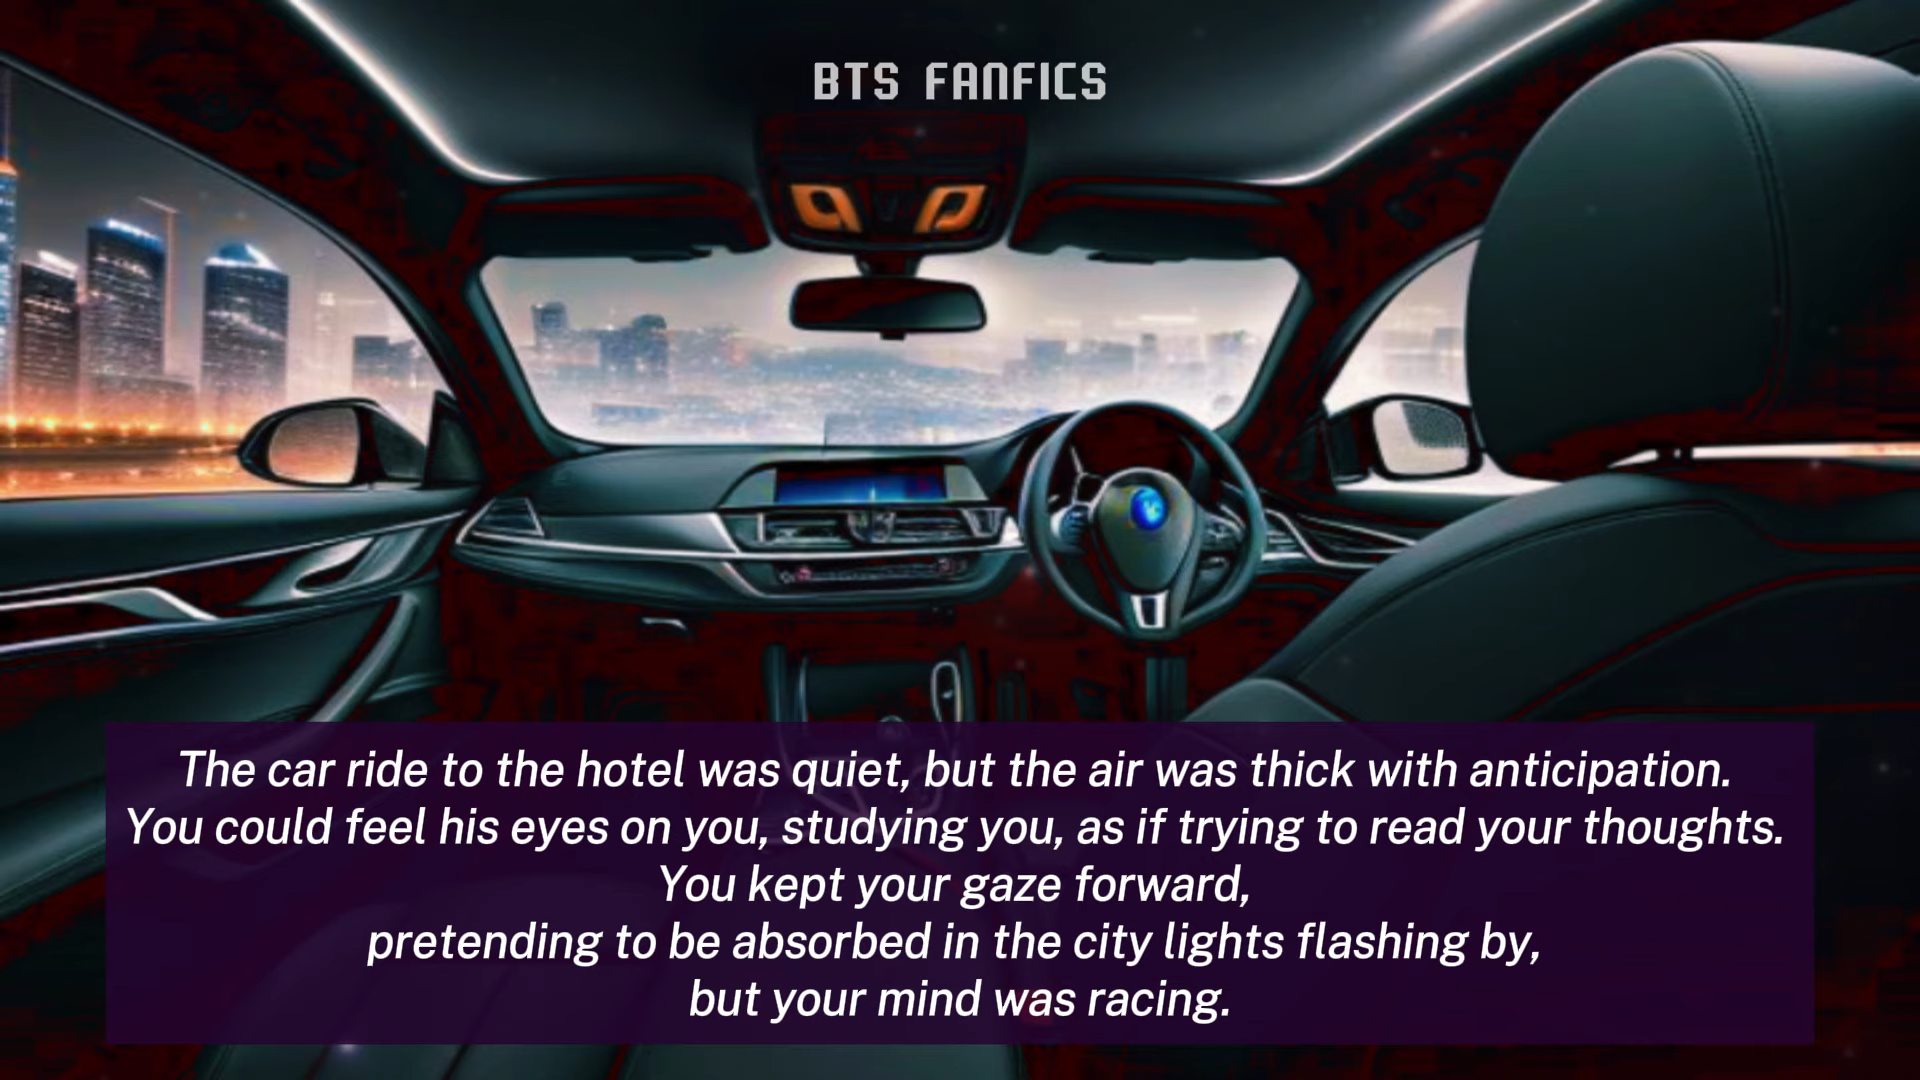 BTS FANFICS
The car ride to the hotel was quiet, but the air was thick with anticipation.
You could feel his eyes on you, studying you, as if trying to read your thoughts.
You kept your gaze forward,
pretending to be absorbed in the city lights flashing by,
but your mind was racing.